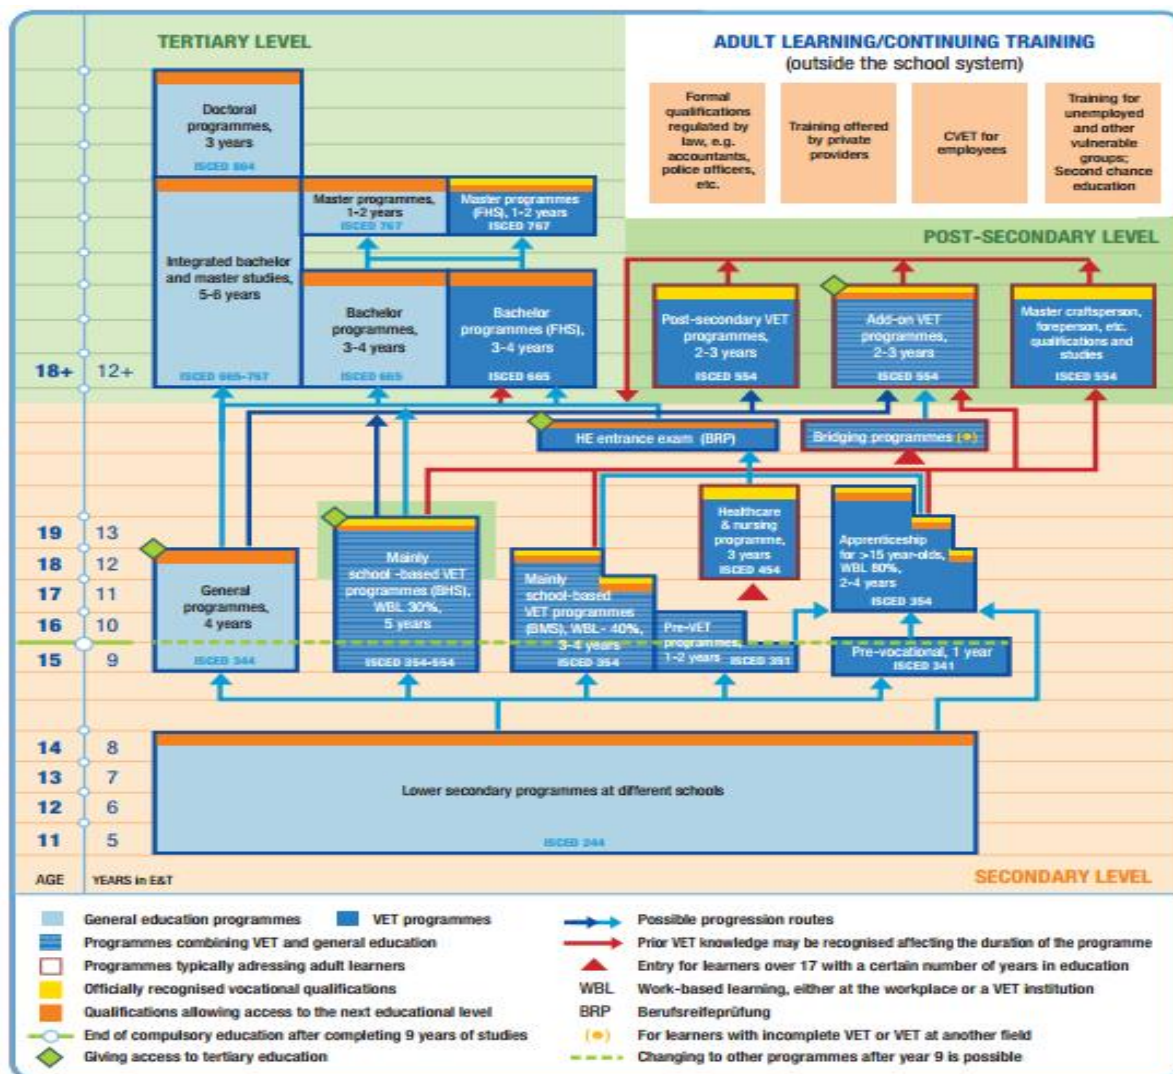 TERTIARY LEVEL
ADULT LEARNING/CONTINUING TRAINING
(outside the school system)
Formal
qualifications
regulated by
law, e.g.
accountants,
police officers,
etc.
Training offered
by private
providers
CVET for
employees
Training for
unemployed
and other
vulnerable
groups;
Second chance
education
Doctoral
programmes,
3 years
ISCED 864
Master programmes,
1-2 years
ISCED 767
Master programmes
(FHS), 1-2 years
ISCED 767
POST-SECONDARY LEVEL
Integrated bachelor
and master studies,
5-6 years
ISCED 665-767
Bachelor
programmes,
3-4 years
ISCED 665
Bachelor
programmes (FHS),
3-4 years
ISCED 665
Post-secondary VET
programmes,
2-3 years
ISCED 554
Add-on VET
programmes,
2-3 years
ISCED 554
Master craftsperson,
foreperson, etc.
qualifications and
studies
ISCED 554
18+ 12+
HE entrance exam (BRP)
Bridging programmes (●)
19 13
18 12
17 11
16 10
15 9
General
programmes,
4 years
ISCED 344
Mainly
school -based VET
programmes (BHS),
WBL 30%,
5 years
ISCED 354-554
Mainly
school-based
VET programmes
(BMS), WBL- 40%,
3-4 years
ISCED 354
Pre-VET
programmes,
1-2 years
ISCED 351
Healthcare
& nursing
programme,
3 years
ISCED 454
Apprenticeship
for >15 year-olds,
WBL 80%,
2-4 years
ISCED 354
Pre-vocational, 1 year
ISCED 341
14 8
13 7
12 6
11 5
Lower secondary programmes at different schools
ISCED 244
AGE YEARS in E&T
SECONDARY LEVEL
General education programmes
VET programmes
Programmes combining VET and general education
Programmes typically adressing adult learners
Officially recognised vocational qualifications
Qualifications allowing access to the next educational level
End of compulsory education after completing 9 years of studies
Giving access to tertiary education
Possible progression routes
Prior VET knowledge may be recognised affecting the duration of the programme
Entry for learners over 17 with a certain number of years in education
WBL Work-based learning, either at the workplace or a VET institution
BRP Berufsreifeprüfung
(●) For learners with incomplete VET or VET at another field
Changing to other programmes after year 9 is possible